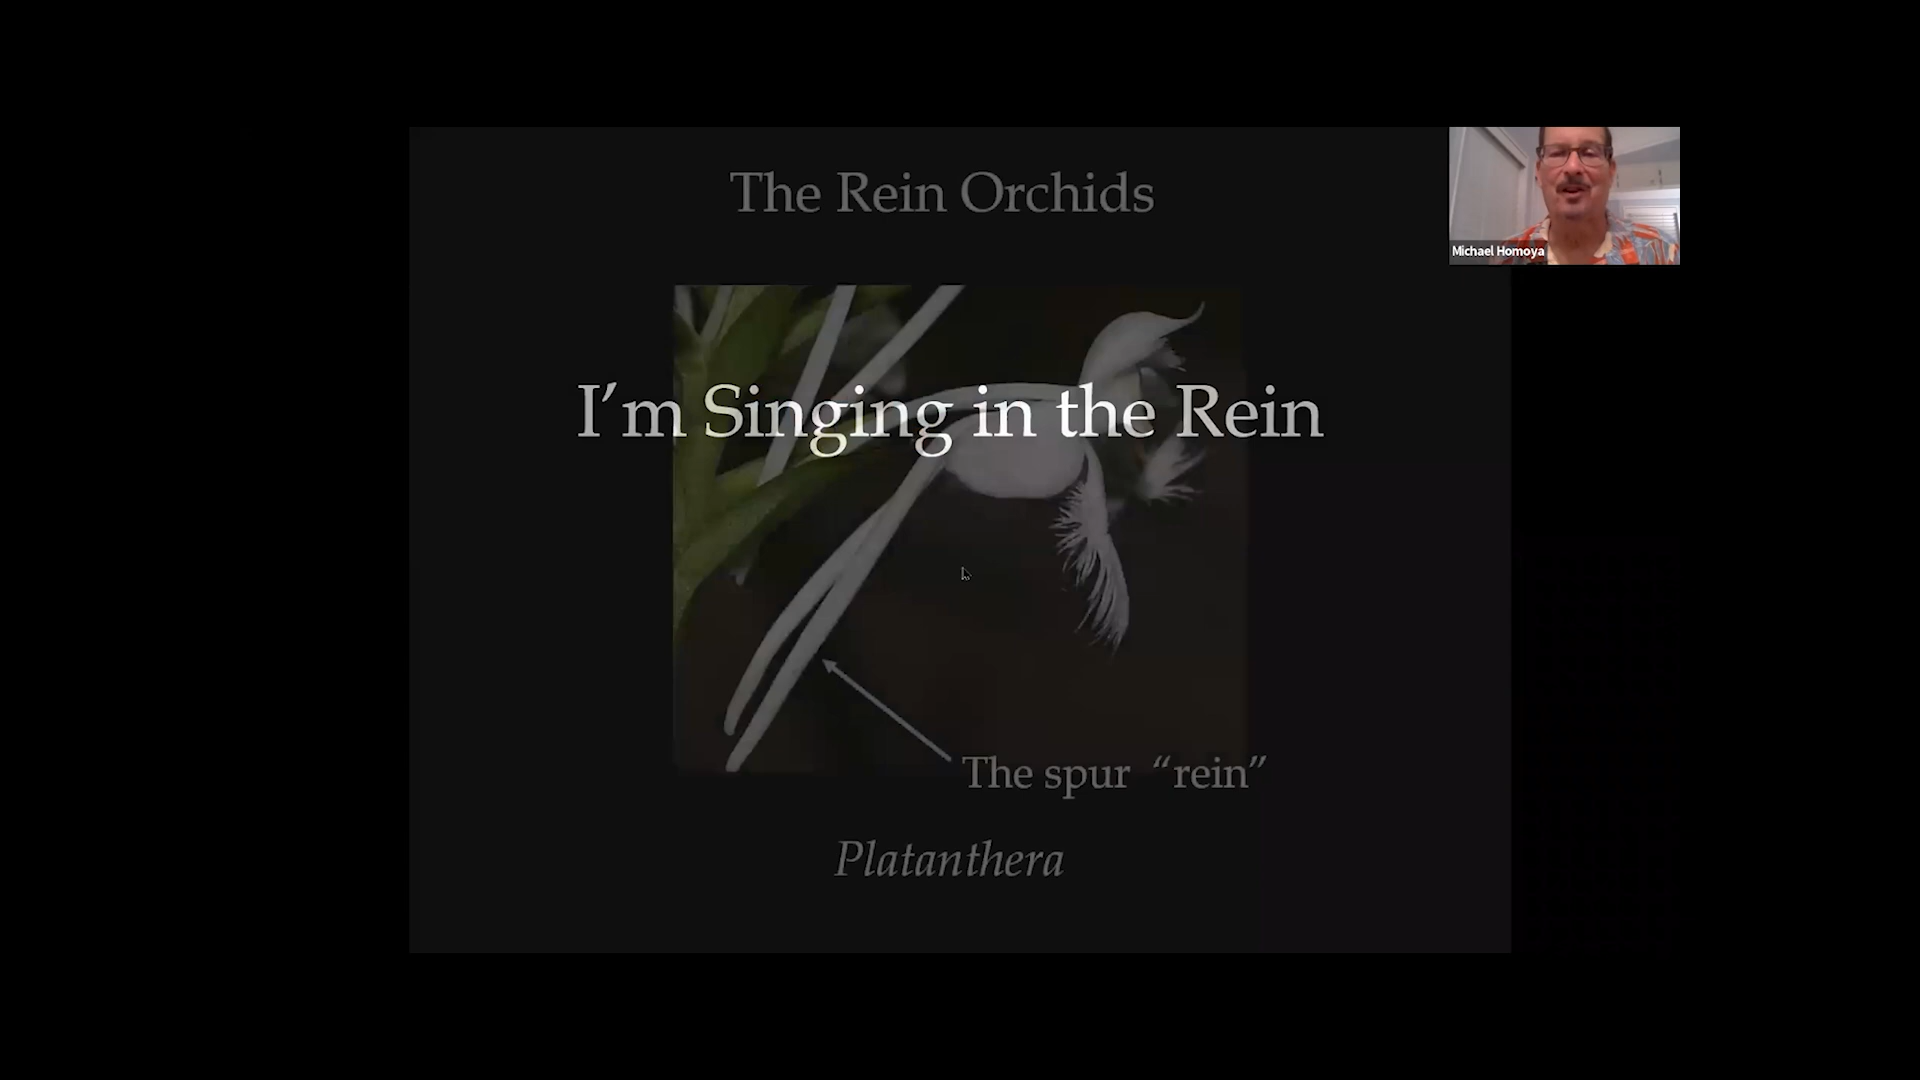 The Rein Orchids
Michael Homoya
I’m Singing in the Rein
The spur “rein”
Platanthera